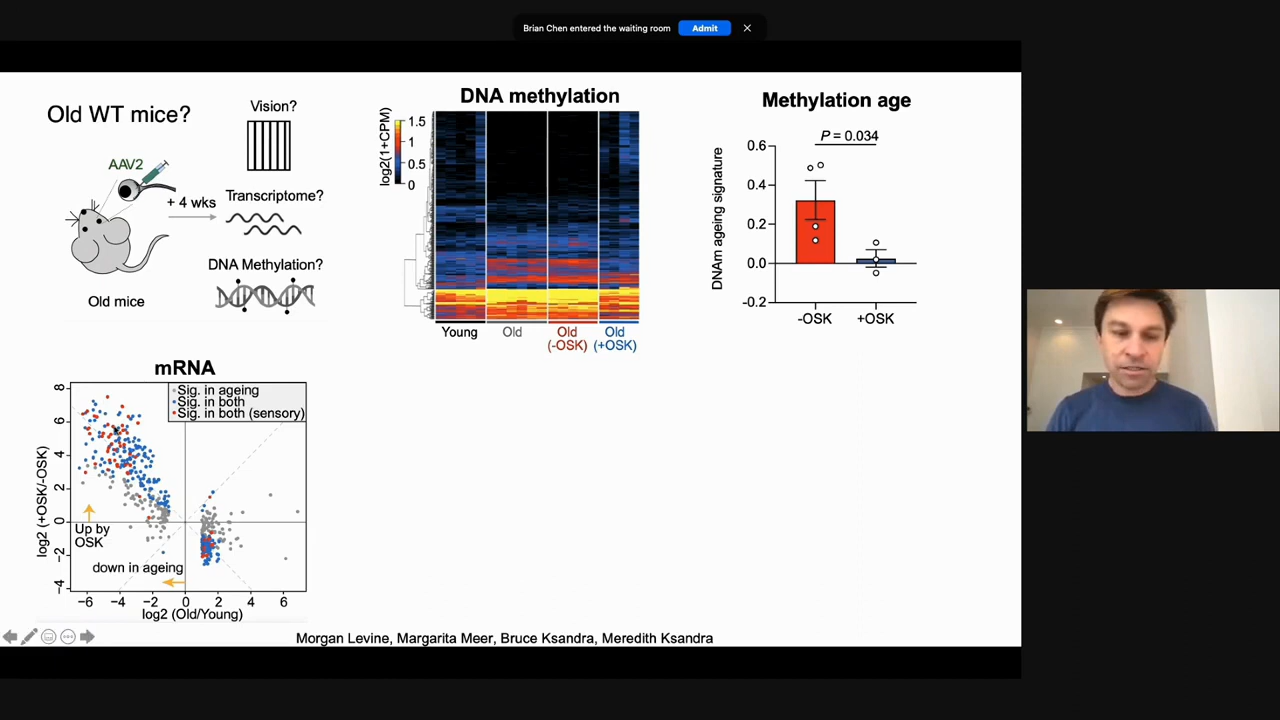 Brian Chen entered the waiting room
Admit
Old WT mice?
AAV2
+ 4 wks
Old mice
Vision?
Transcriptome?
DNA Methylation?
DNA methylation
log2(1+CPM)
1.5
1
0.5
0
Young
Old
Old
(-OSK)
Old
(+OSK)
Methylation age
P = 0.034
DNAm ageing signature
0.6
0.4
0.2
0.0
-0.2
-OSK
+OSK
mRNA
Sig. in ageing
Sig. in both
Sig. in both (sensory)
log2 (+OSK/-OSK)
8
6
4
2
0
-2
-4
Up by
OSK
down in ageing
-6
-4
-2
0
2
4
6
log2 (Old/Young)
Morgan Levine, Margarita Meer, Bruce Ksandra, Meredith Ksandra